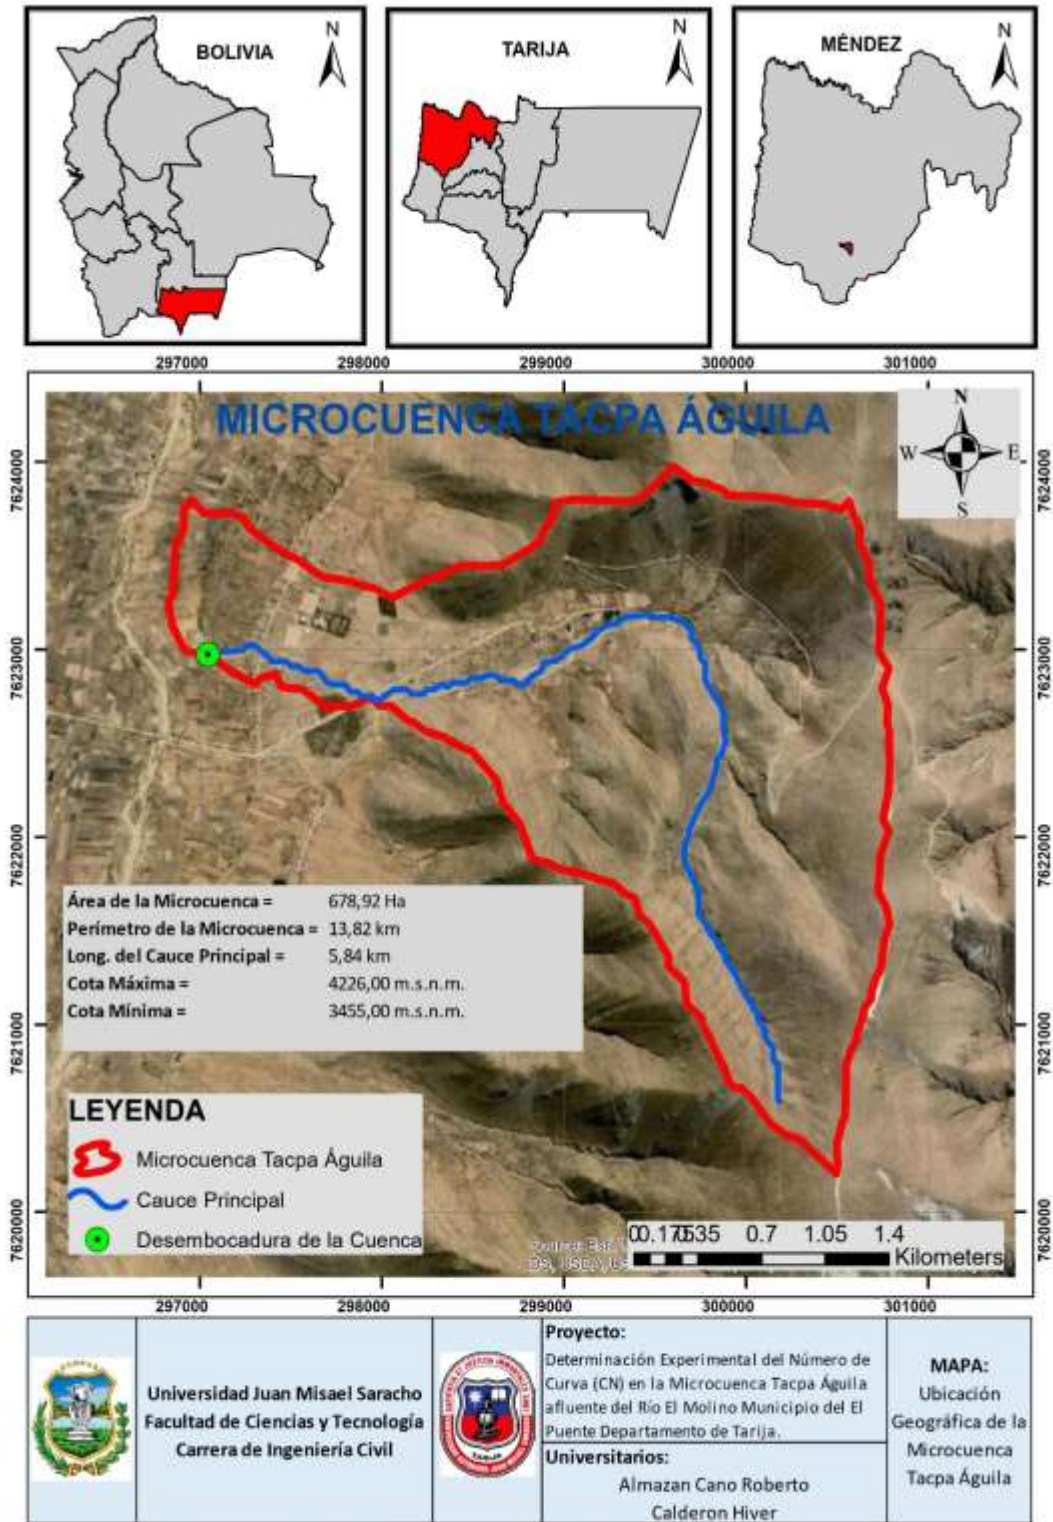 BOLIVIA
N
TARIJA
N
MÉNDEZ
N
297000 298000 299000 300000 301000
MICROCUENCA TACPA ÁGUILA
N
W E
S
7624000 7624000
7623000 7623000
7622000 7622000
7621000 7621000
7620000 7620000
Área de la Microcuenca = 678,92 Ha
Perímetro de la Microcuenca = 13,82 km
Long. del Cauce Principal = 5,84 km
Cota Máxima = 4226,00 m.s.n.m.
Cota Mínima = 3455,00 m.s.n.m.
LEYENDA
Microcuenca Tacpa Águila
Cauce Principal
Desembocadura de la Cuenca
0.7 1.05 1.4
Kilometers
297000 298000 299000 300000 301000
Universidad Juan Misael Saracho
Facultad de Ciencias y Tecnología
Carrera de Ingeniería Civil
TARIJA
Proyecto:
Determinación Experimental del Número de
Curva (CN) en la Microcuenca Tacpa Águila
afluente del Río El Molino Municipio del El
Puente Departamento de Tarija.
Universitarios:
Almazan Cano Roberto
Calderon Hiver
MAPA:
Ubicación
Geográfica de la
Microcuenca
Tacpa Águila